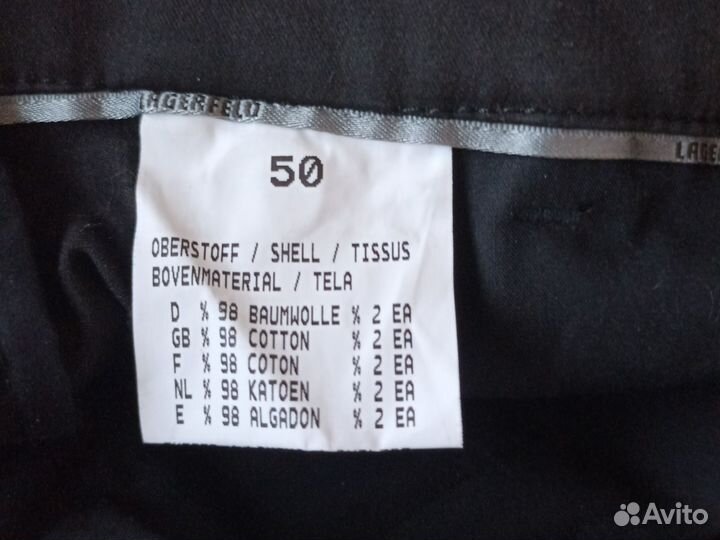 LAGERFELD
LAGE
50
OBERSTOFF / SHELL / TISSUS
BOVENMATERIAL / TELA
D % 98 BAUMWOLLE % 2 EA
GB % 98 COTTON % 2 EA
F % 98 COTON % 2 EA
NL % 98 KATOEN % 2 EA
E % 98 ALGADON % 2 EA
Avito